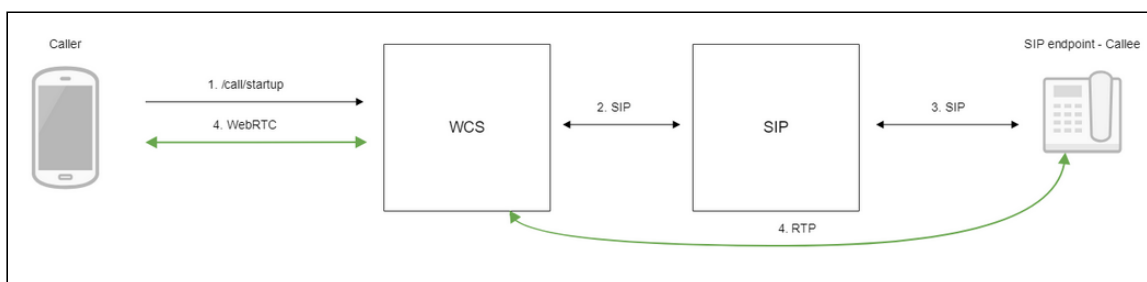 Caller
SIP endpoint - Callee
1. /call/startup
2. SIP
3. SIP
4. WebRTC
WCS
SIP
4. RTP